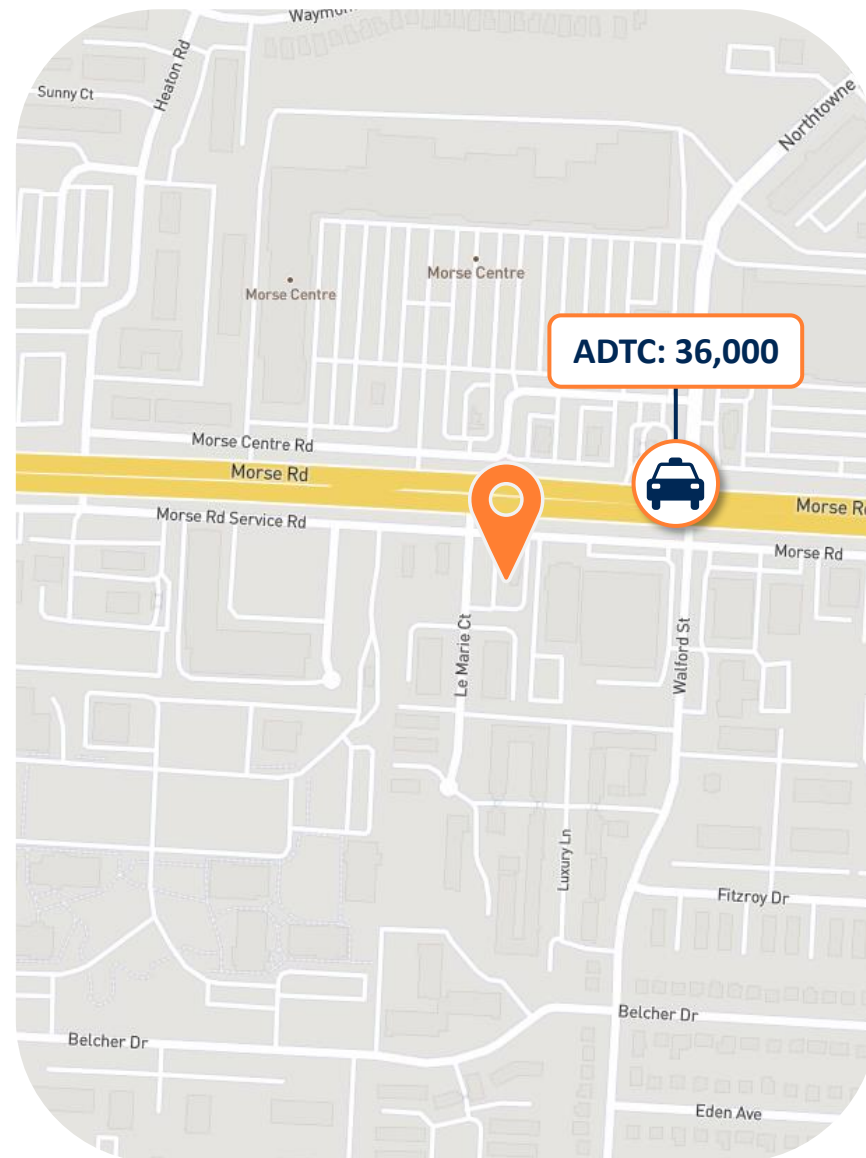 Waymon
Heaton Rd
Sunny Ct
Northtowne
Morse Centre
Morse Centre
ADTC: 36,000
Morse Centre Rd
Morse Rd
Morse Rd
Morse Rd Service Rd
Morse Rd
Le Marie Ct
Walford St
Luxury Ln
Fitzroy Dr
Belcher Dr
Belcher Dr
Eden Ave